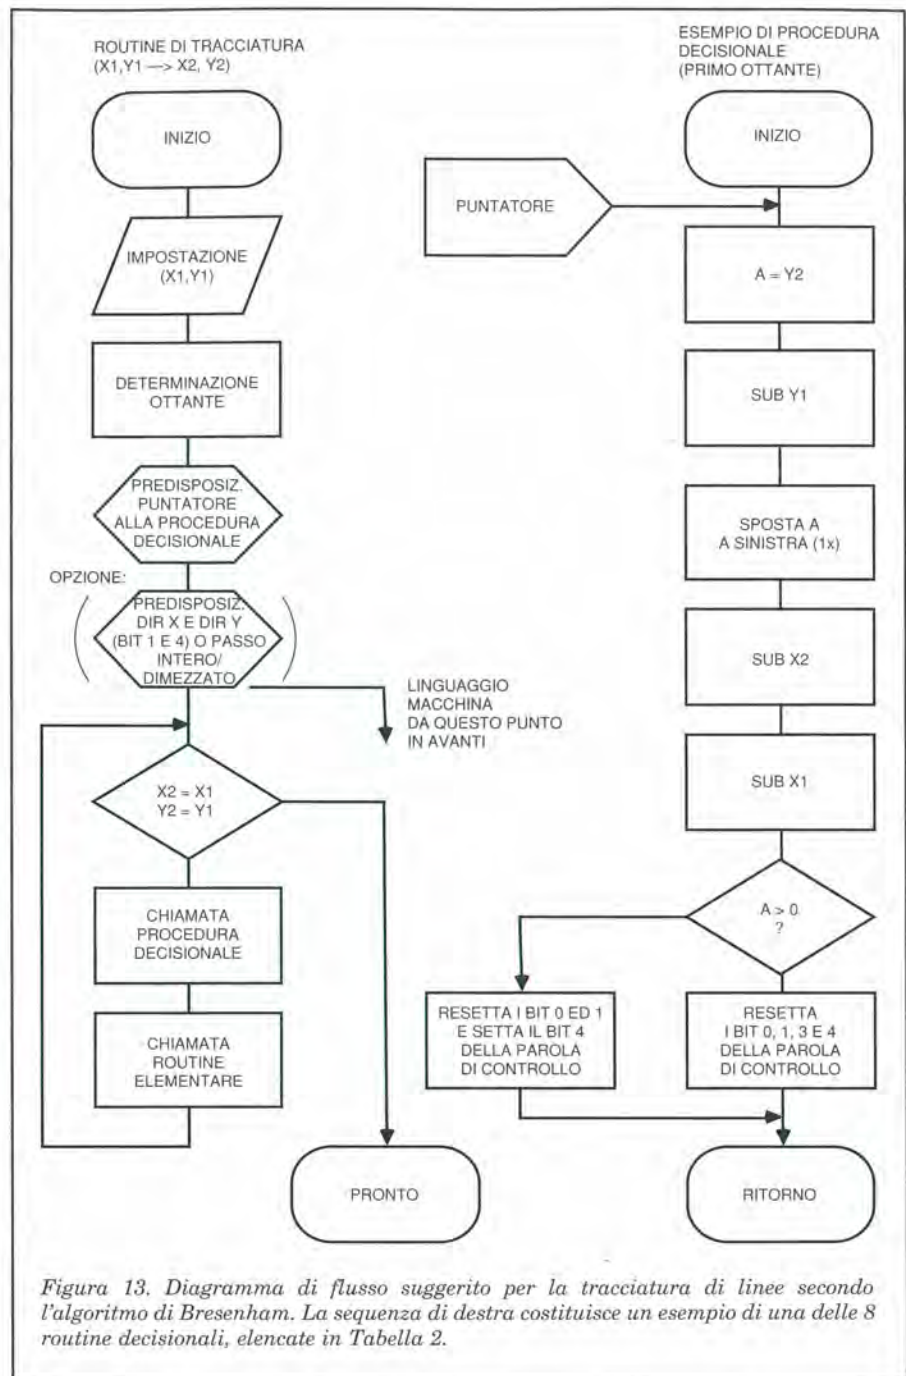 ROUTINE DI TRACCIATURA
(X1,Y1 —> X2, Y2)
INIZIO
IMPOSTAZIONE
(X1,Y1)
DETERMINAZIONE
OTTANTE
PREDISPOSIZ.
PUNTATORE
ALLA PROCEDURA
DECISIONALE
OPZIONE:
PREDISPOSIZ.
DIR X E DIR Y
(BIT 1 E 4) O PASSO
INTERO/
DIMEZZATO
LINGUAGGIO
MACCHINA
DA QUESTO PUNTO
IN AVANTI
X2 = X1
Y2 = Y1
CHIAMATA
PROCEDURA
DECISIONALE
CHIAMATA
ROUTINE
ELEMENTARE
PRONTO
ESEMPIO DI PROCEDURA
DECISIONALE
(PRIMO OTTANTE)
INIZIO
PUNTATORE
A = Y2
SUB Y1
SPOSTA A
A SINISTRA (1x)
SUB X2
SUB X1
A > 0
?
RESETTA I BIT 0 ED 1
E SETTA IL BIT 4
DELLA PAROLA
DI CONTROLLO
RESETTA
I BIT 0, 1, 3 E 4
DELLA PAROLA
DI CONTROLLO
RITORNO
Figura 13. Diagramma di flusso suggerito per la tracciatura di linee secondo
l'algoritmo di Bresenham. La sequenza di destra costituisce un esempio di una delle 8
routine decisionali, elencate in Tabella 2.